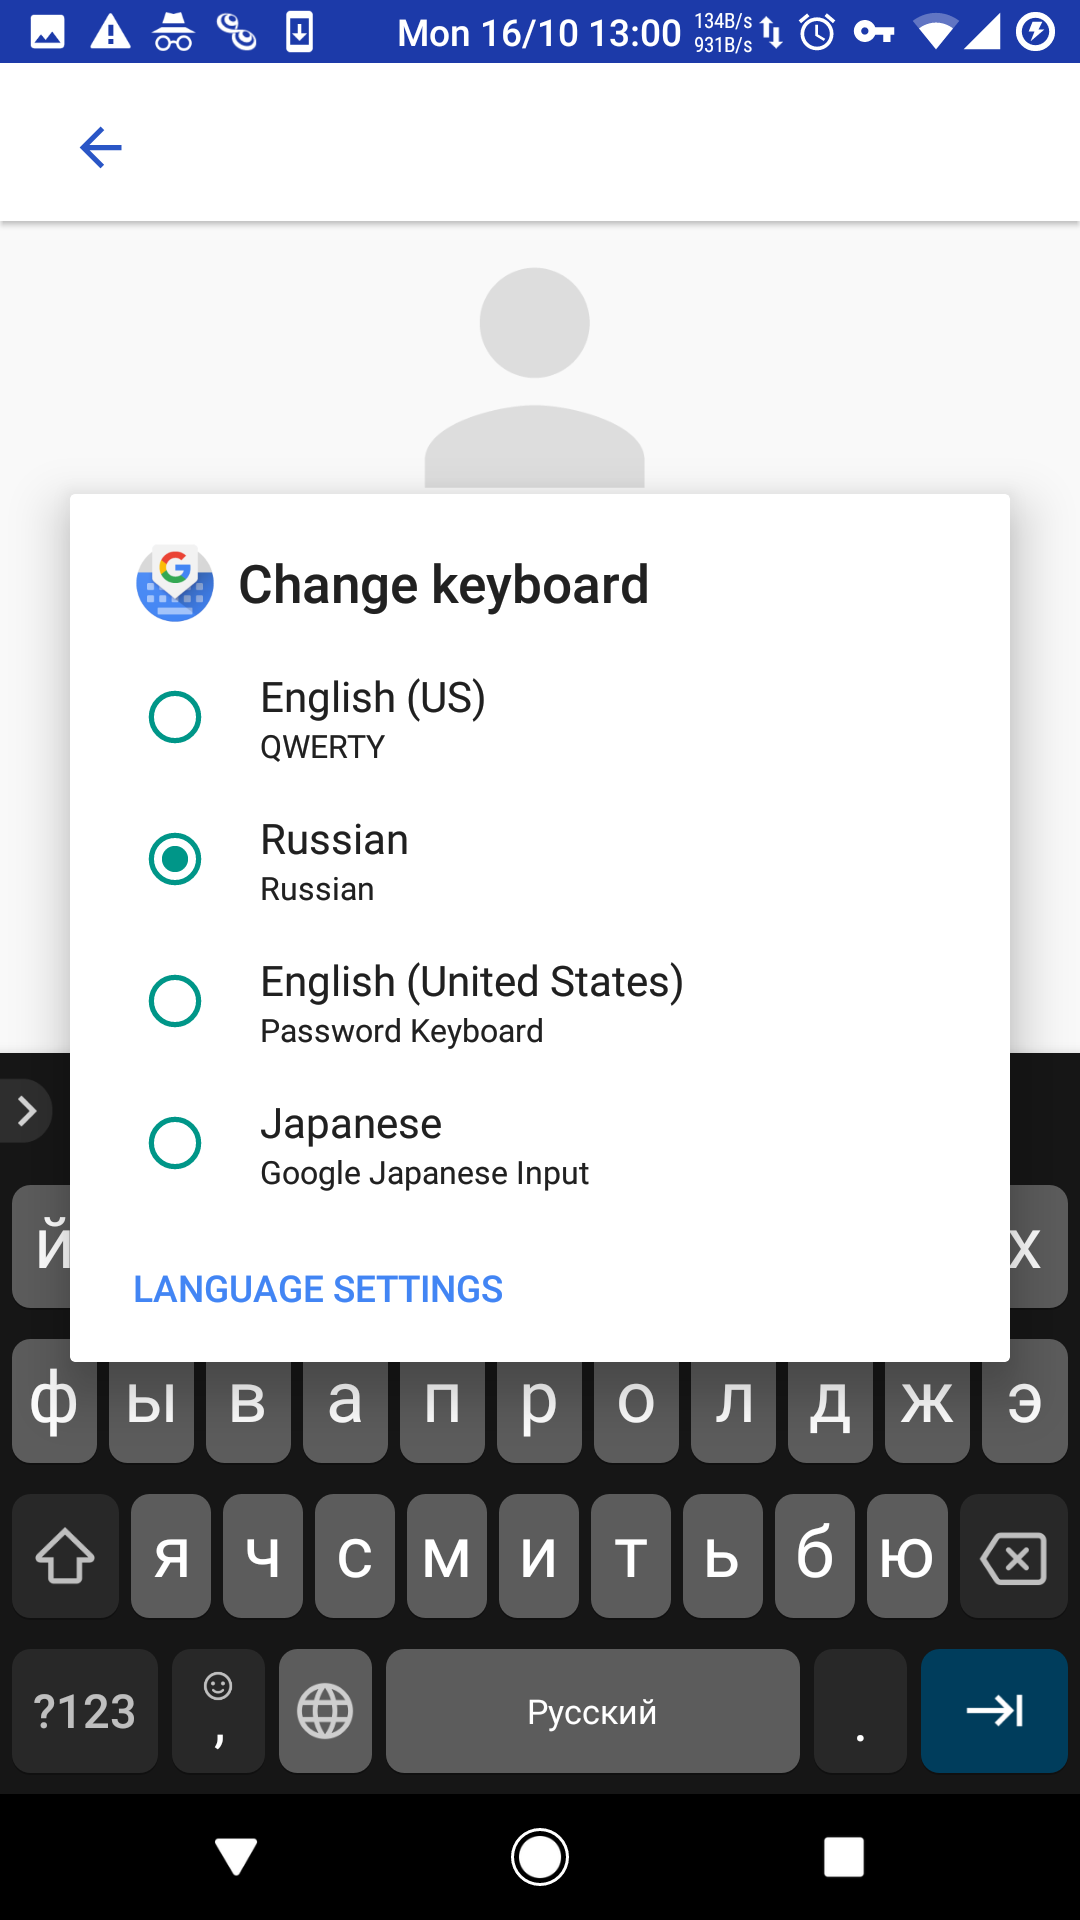 Mon 16/10 13:00 134B/s
931B/s
Change keyboard
English (US)
QWERTY
Russian
Russian
English (United States)
Password Keyboard
Japanese
Google Japanese Input
LANGUAGE SETTINGS
й х
ф ы в а п р о л д ж э
я ч с м и т ь б ю
?123 , Русский .